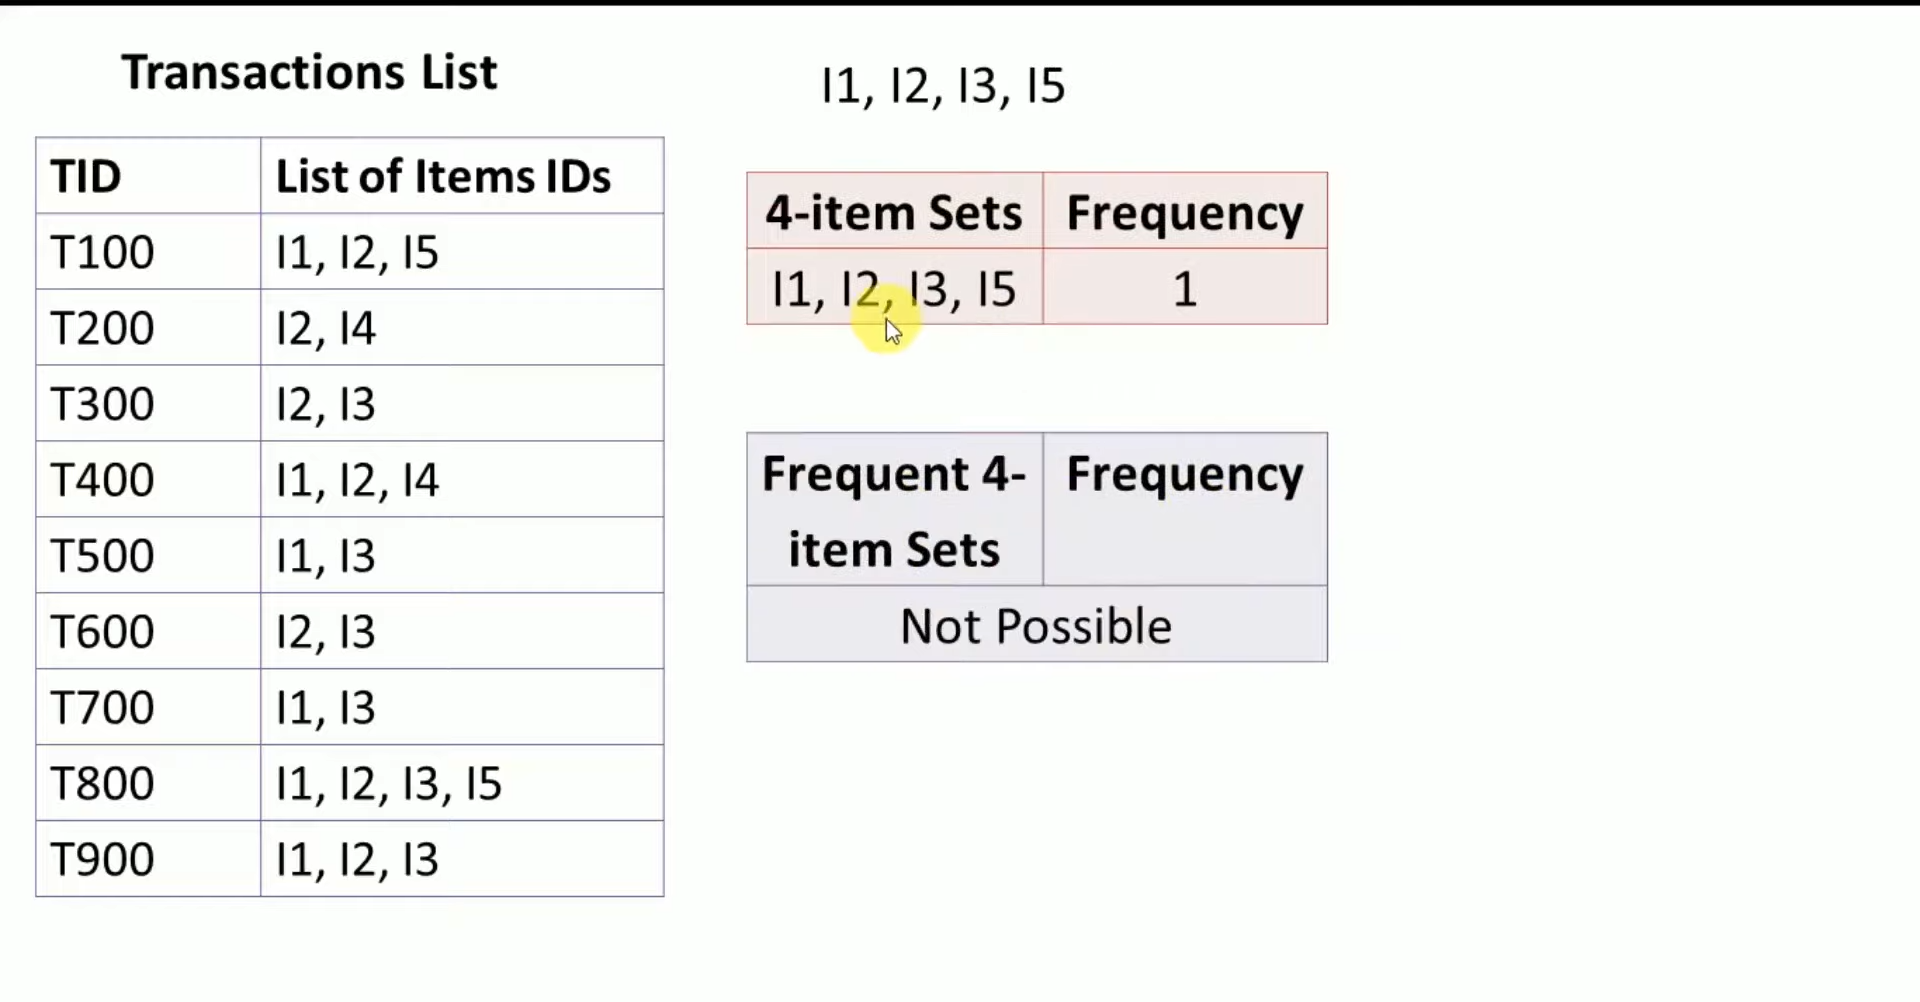 Transactions List
TID List of Items IDs
T100 I1, I2, I5
T200 I2, I4
T300 I2, I3
T400 I1, I2, I4
T500 I1, I3
T600 I2, I3
T700 I1, I3
T800 I1, I2, I3, I5
T900 I1, I2, I3
I1, I2, I3, I5
4-item Sets Frequency
I1, I2, I3, I5 1
Frequent 4- Frequency
item Sets
Not Possible